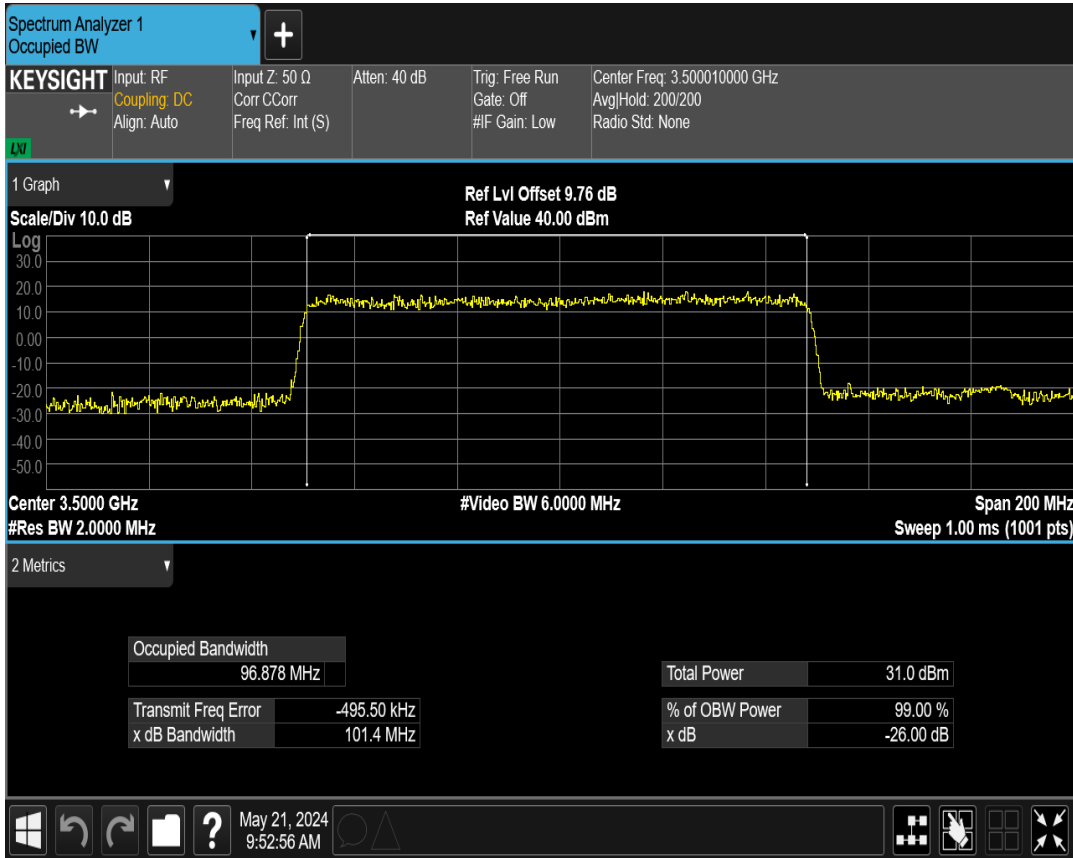 Spectrum Analyzer 1
Occupied BW
+
KEYSIGHT
LXI
Input: RF
Coupling: DC
Align: Auto
Input Z: 50 Ω
Corr CCorr
Freq Ref: Int (S)
Atten: 40 dB
Trig: Free Run
Gate: Off
#IF Gain: Low
Center Freq: 3.500010000 GHz
Avg|Hold: 200/200
Radio Std: None
1 Graph
Scale/Div 10.0 dB
Ref Lvl Offset 9.76 dB
Ref Value 40.00 dBm
Log
30.0
20.0
10.0
0.00
-10.0
-20.0
-30.0
-40.0
-50.0
Center 3.5000 GHz
#Video BW 6.0000 MHz
Span 200 MHz
#Res BW 2.0000 MHz
Sweep 1.00 ms (1001 pts)
2 Metrics
Occupied Bandwidth
96.878 MHz
Total Power 31.0 dBm
Transmit Freq Error -495.50 kHz
% of OBW Power 99.00 %
x dB Bandwidth 101.4 MHz
x dB -26.00 dB
?
May 21, 2024
9:52:56 AM